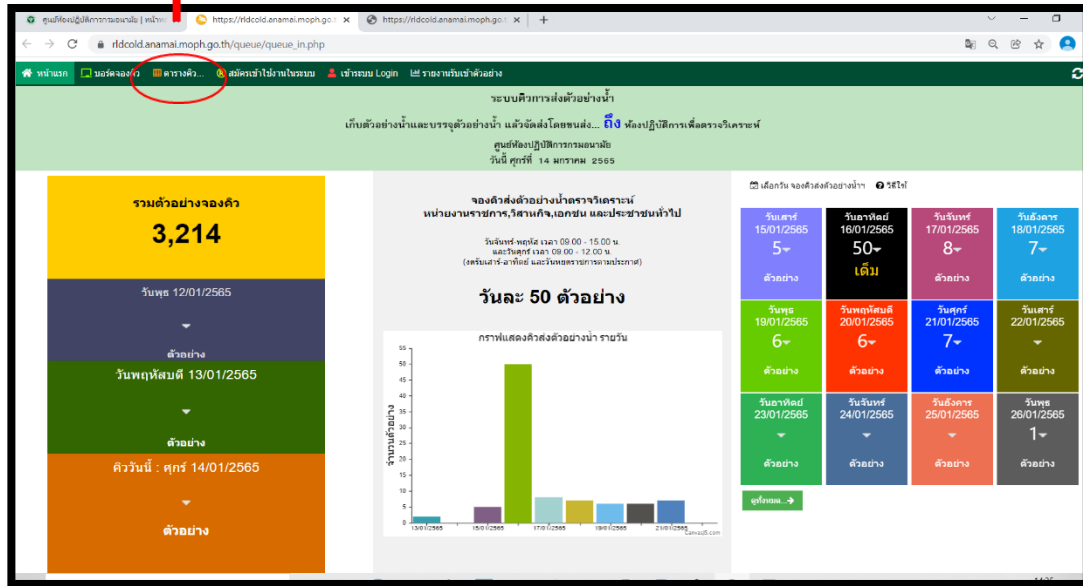 ศูนย์ห้องปฏิบัติการกรมอนามัย | หน้าแ
https://rldcold.anamai.moph.go.t
https://rldcold.anamai.moph.go.t
rldcold.anamai.moph.go.th/queue/queue_in.php
หน้าแรก
บอร์ดจองคิว
ตารางคิว...
สมัครเข้าใช้งานในระบบ
เข้าระบบ Login
รายงานรับเข้าตัวอย่าง
ระบบคิวการส่งตัวอย่างน้ำ
เก็บตัวอย่างน้ำและบรรจุตัวอย่างน้ำ แล้วจัดส่งโดยขนส่ง... ถึง ห้องปฏิบัติการเพื่อตรวจวิเคราะห์
ศูนย์ห้องปฏิบัติการกรมอนามัย
วันนี้ ศุกร์ที่ 14 มกราคม 2565
รวมตัวอย่างจองคิว
3,214
วันพุธ 12/01/2565
ตัวอย่าง
วันพฤหัสบดี 13/01/2565
ตัวอย่าง
คิววันนี้ : ศุกร์ 14/01/2565
ตัวอย่าง
จองคิวส่งตัวอย่างน้ำตรวจวิเคราะห์
หน่วยงานราชการ,วิสาหกิจ,เอกชน และประชาชนทั่วไป
วันจันทร์-พฤหัส เวลา 09.00 - 15.00 น.
และวันศุกร์ เวลา 09.00 - 12.00 น.
(งดรับเสาร์-อาทิตย์ และวันหยุดราชการตามประกาศ)
วันละ 50 ตัวอย่าง
กราฟแสดงคิวส่งตัวอย่างน้ำ รายวัน
จำนวนตัวอย่าง
55
50
45
40
35
30
25
20
15
10
5
0
13/01/2565 15/01/2565 17/01/2565 19/01/2565 21/01/2565
CanvasJS.com
เลือกวัน จองคิวส่งตัวอย่างน้ำฯ
วิธีใช้
วันเสาร์
15/01/2565
5
ตัวอย่าง
วันอาทิตย์
16/01/2565
50
เต็ม
วันจันทร์
17/01/2565
8
ตัวอย่าง
วันอังคาร
18/01/2565
7
ตัวอย่าง
วันพุธ
19/01/2565
6
ตัวอย่าง
วันพฤหัสบดี
20/01/2565
6
ตัวอย่าง
วันศุกร์
21/01/2565
7
ตัวอย่าง
วันเสาร์
22/01/2565
ตัวอย่าง
วันอาทิตย์
23/01/2565
ตัวอย่าง
วันจันทร์
24/01/2565
ตัวอย่าง
วันอังคาร
25/01/2565
ตัวอย่าง
วันพุธ
26/01/2565
1
ตัวอย่าง
ดูทั้งหมด...